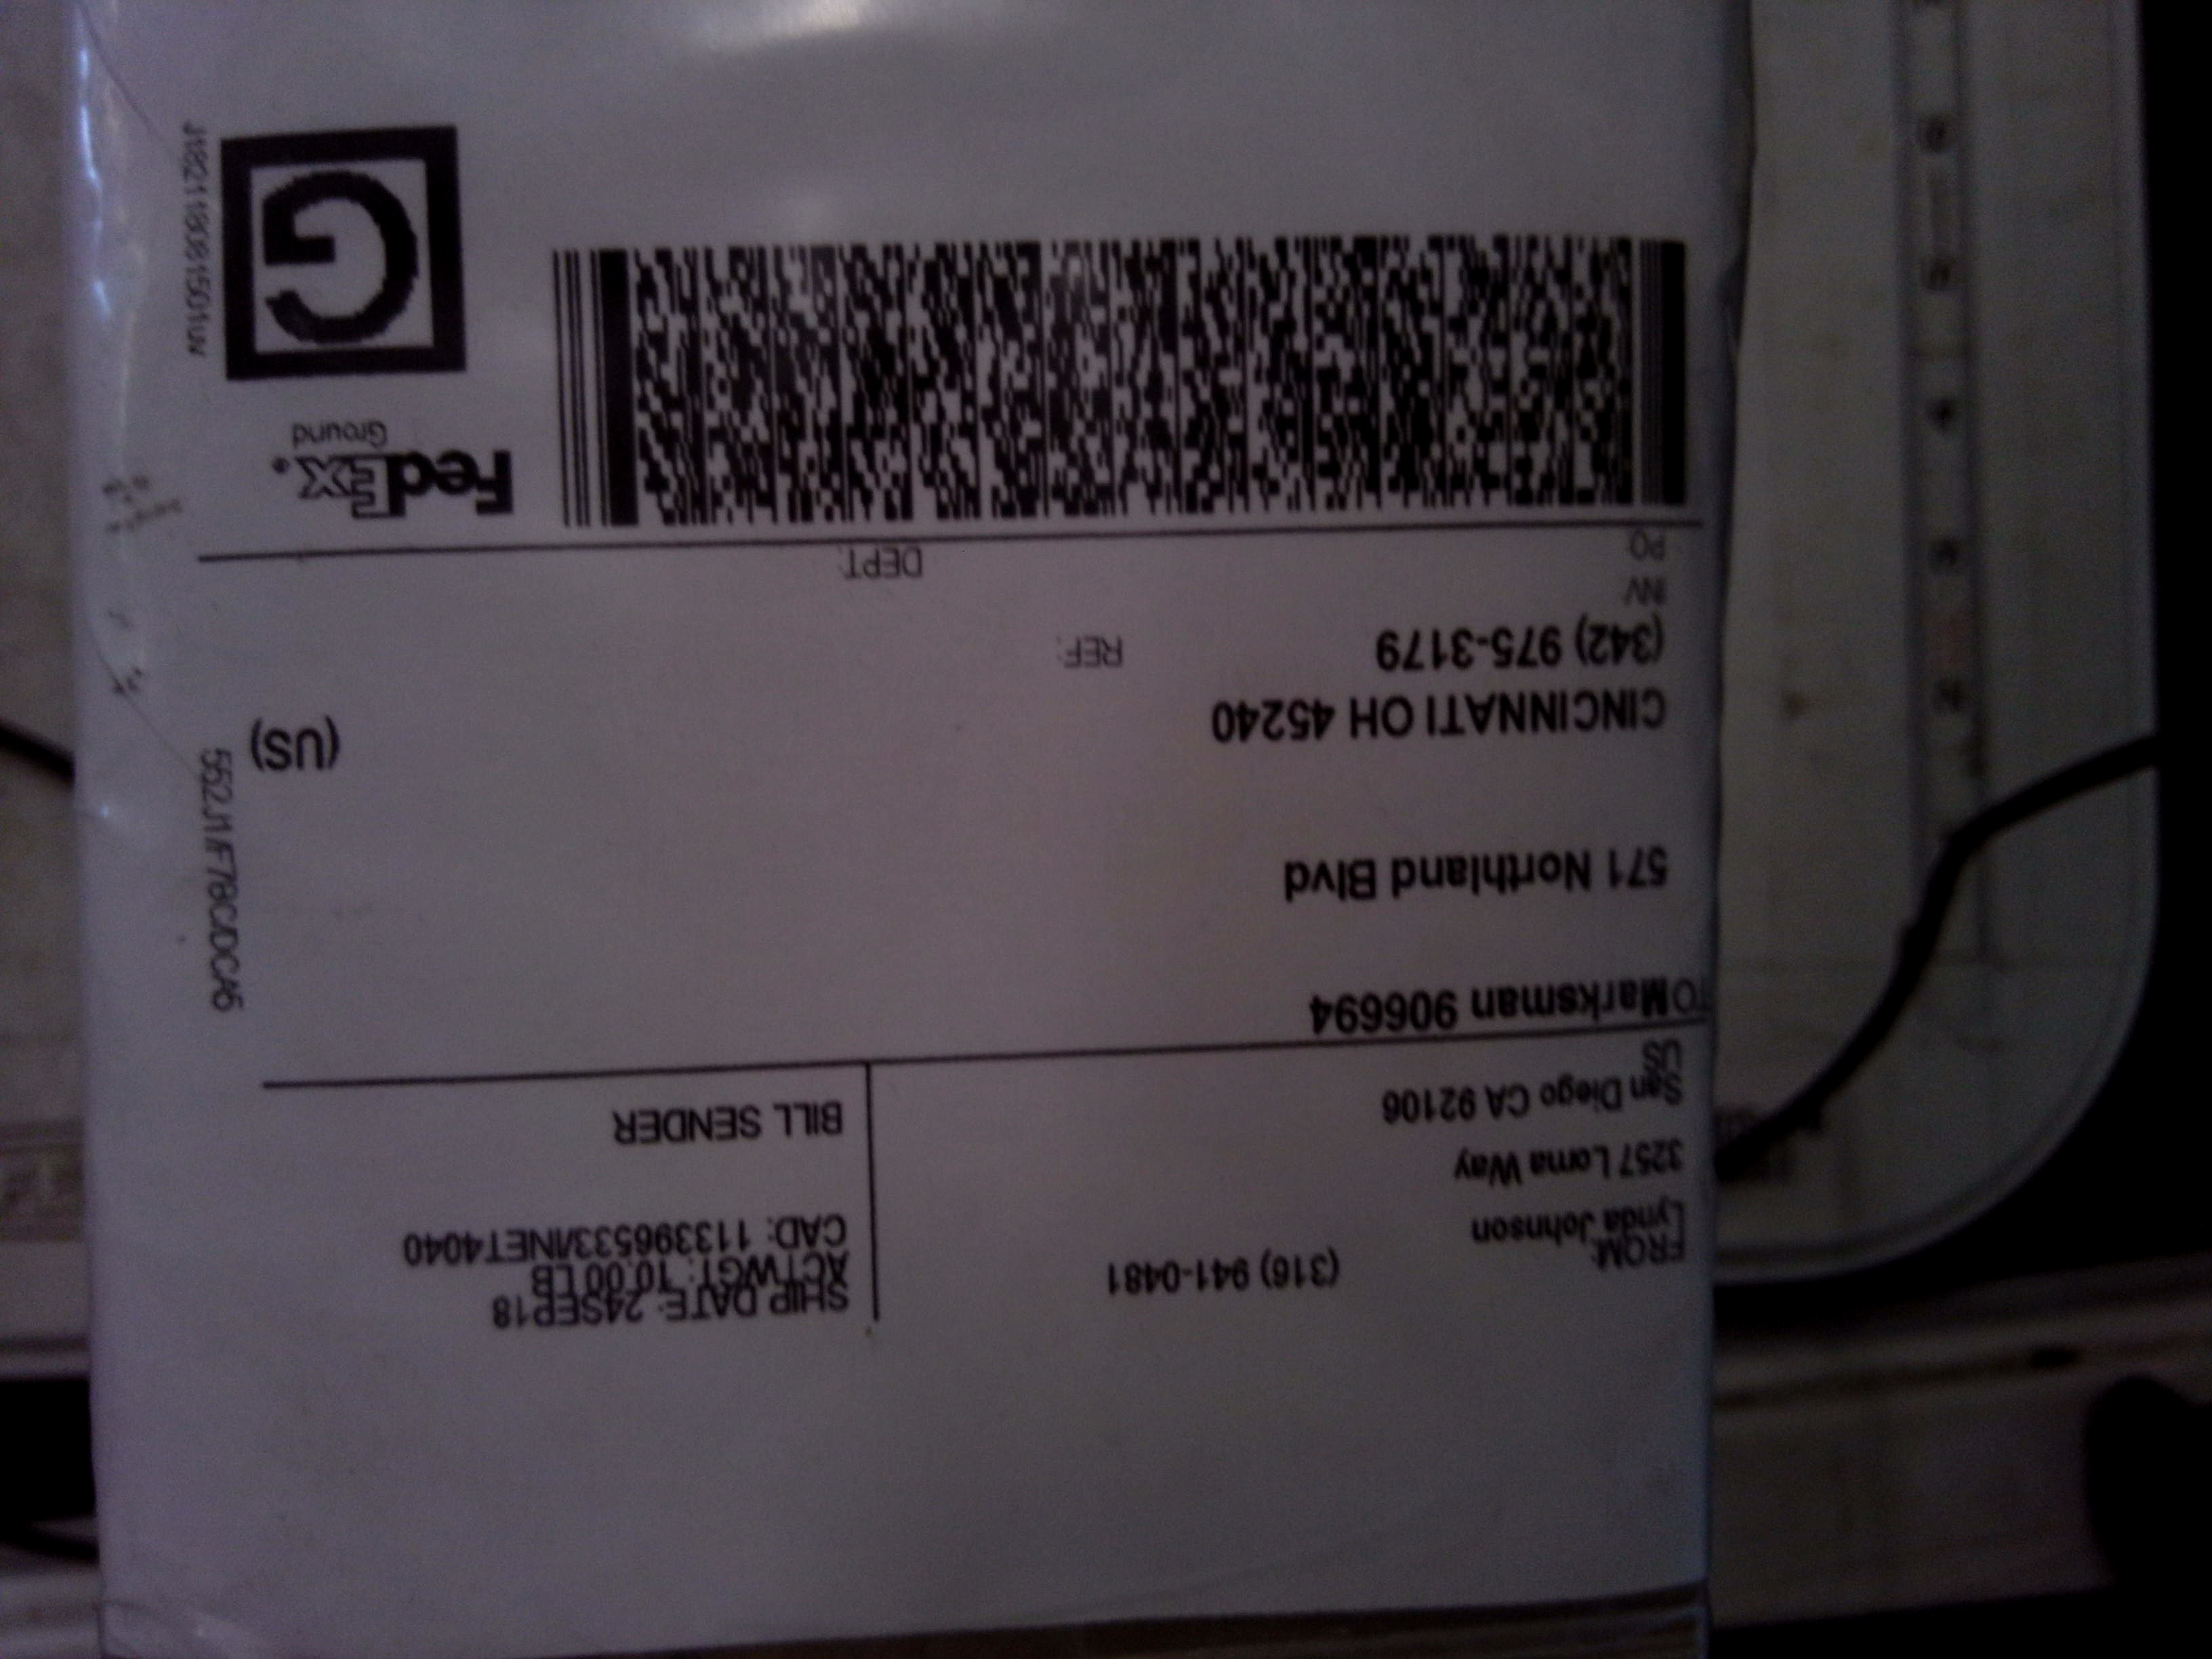 FROM:
Lynda Johnson
(316) 941-0481
3257 Loma Way
San Diego CA 92106
US
SHIP DATE: 24SEP18
ACTWGT: 10.00 LB
CAD: 113396533/INET4040
BILL SENDER
TO Marksman 906694
571 Northland Blvd
CINCINNATI OH 45240
(US)
(342) 975-3179
REF:
INV
PO
DEPT:
FedEx®
Ground
G